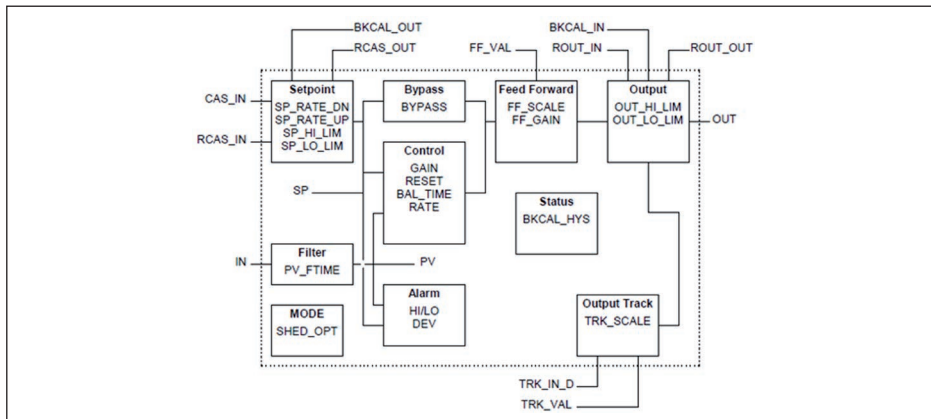 BKCAL_OUT
BKCAL_IN
RCAS_OUT
FF_VAL
ROUT_IN
ROUT_OUT
CAS_IN
RCAS_IN
Setpoint
SP_RATE_DN
SP_RATE_UP
SP_HI_LIM
SP_LO_LIM
Bypass
BYPASS
Feed Forward
FF_SCALE
FF_GAIN
Output
OUT_HI_LIM
OUT_LO_LIM
OUT
Control
GAIN
RESET
BAL_TIME
RATE
SP
Status
BKCAL_HYS
IN
Filter
PV_FTIME
PV
Alarm
HI/LO
DEV
MODE
SHED_OPT
Output Track
TRK_SCALE
TRK_IN_D
TRK_VAL